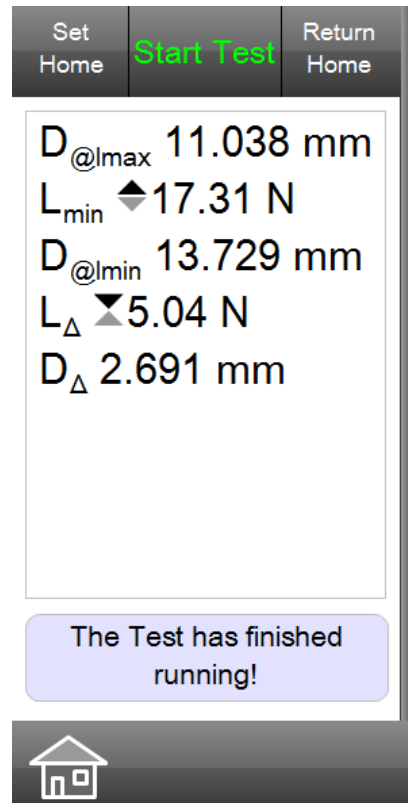 Set Home
Start Test
Return Home
D@lmax 11.038 mm
Lmin 17.31 N
D@lmin 13.729 mm
LΔ 5.04 N
DΔ 2.691 mm
The Test has finished
running!